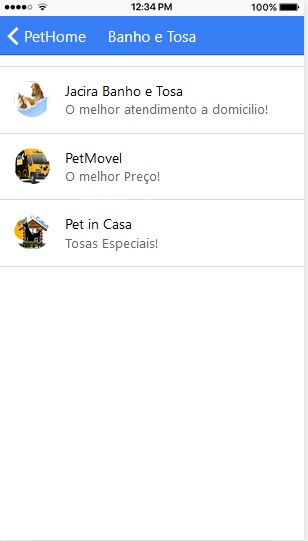 12:34 PM 100%
PetHome Banho e Tosa
Jacira Banho e Tosa
O melhor atendimento a domicilio!
PetMovel
O melhor Preço!
Pet in Casa
Tosas Especiais!